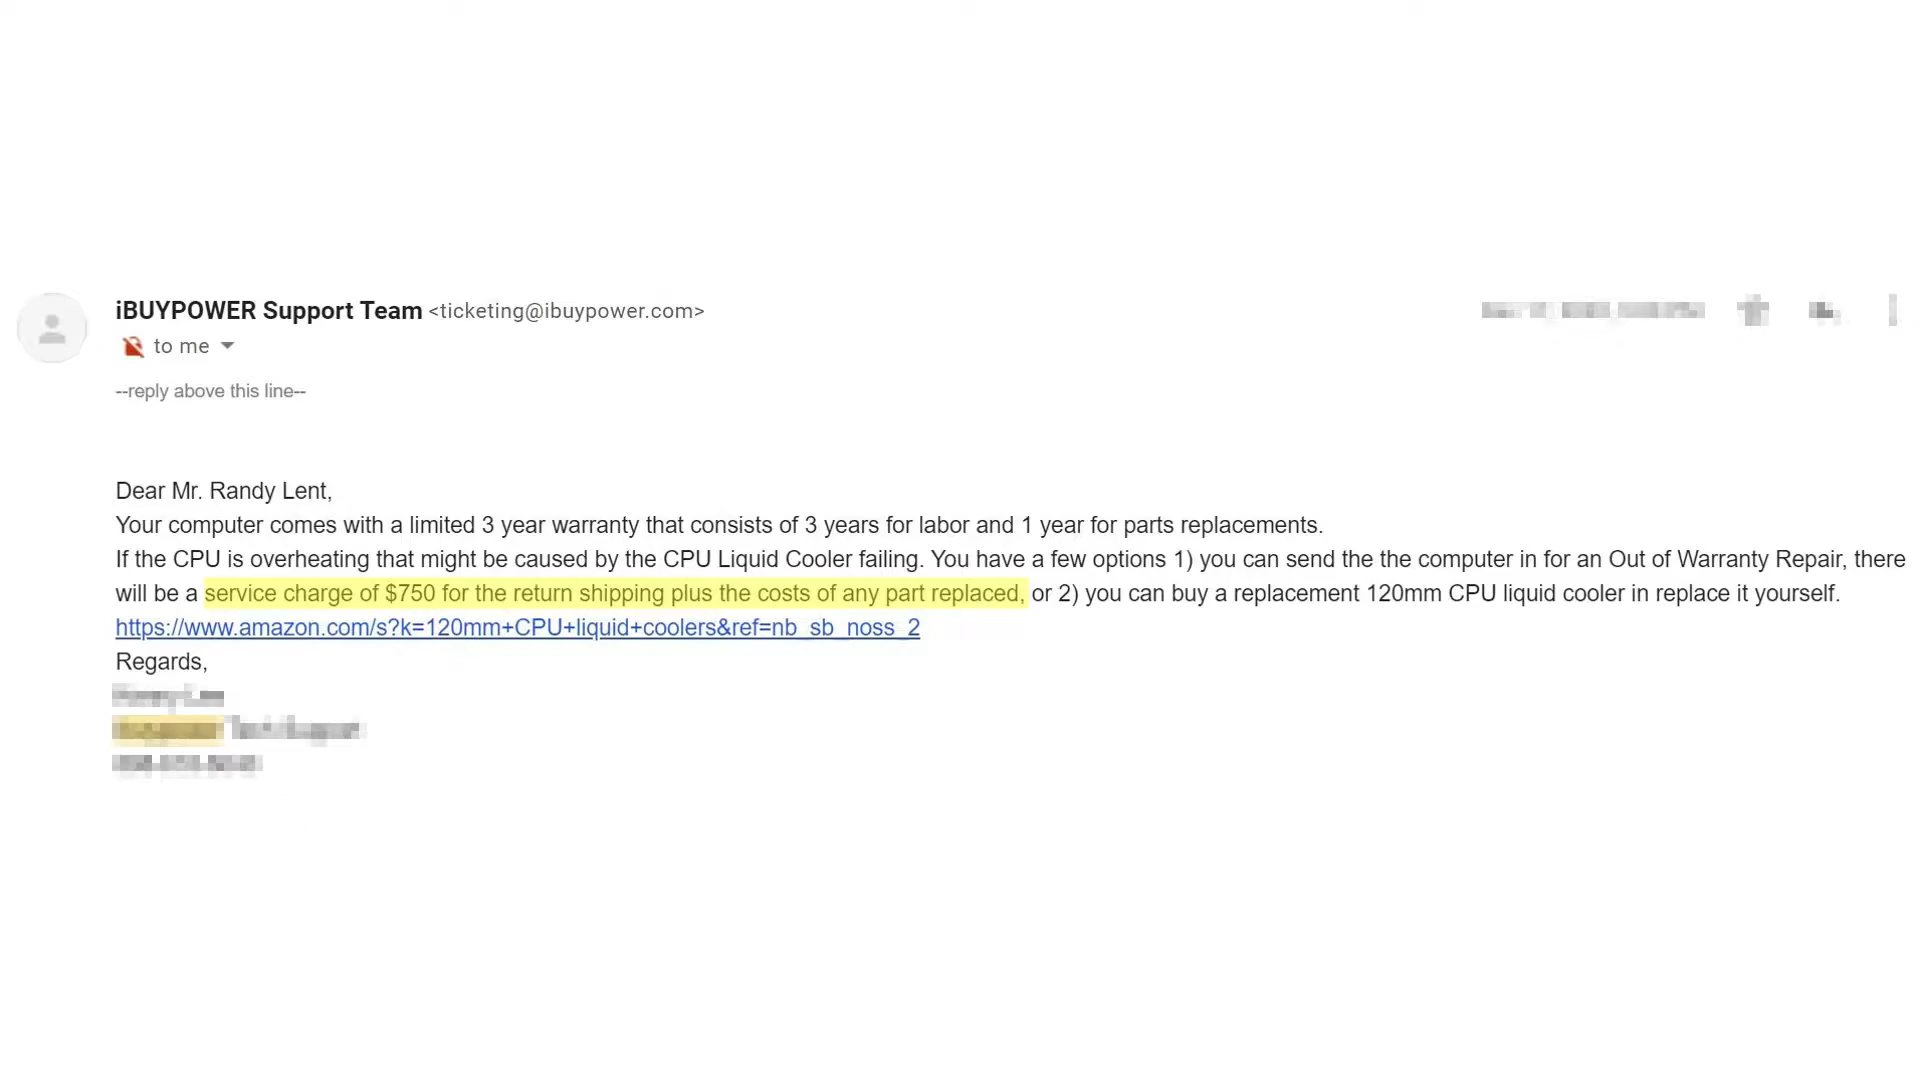 iBUYPOWER Support Team <ticketing@ibuypower.com>
to me
--reply above this line--
Dear Mr. Randy Lent,
Your computer comes with a limited 3 year warranty that consists of 3 years for labor and 1 year for parts replacements.
If the CPU is overheating that might be caused by the CPU Liquid Cooler failing. You have a few options 1) you can send the the computer in for an Out of Warranty Repair, there
will be a service charge of $750 for the return shipping plus the costs of any part replaced, or 2) you can buy a replacement 120mm CPU liquid cooler in replace it yourself.
https://www.amazon.com/s?k=120mm+CPU+liquid+coolers&ref=nb_sb_noss_2
Regards,